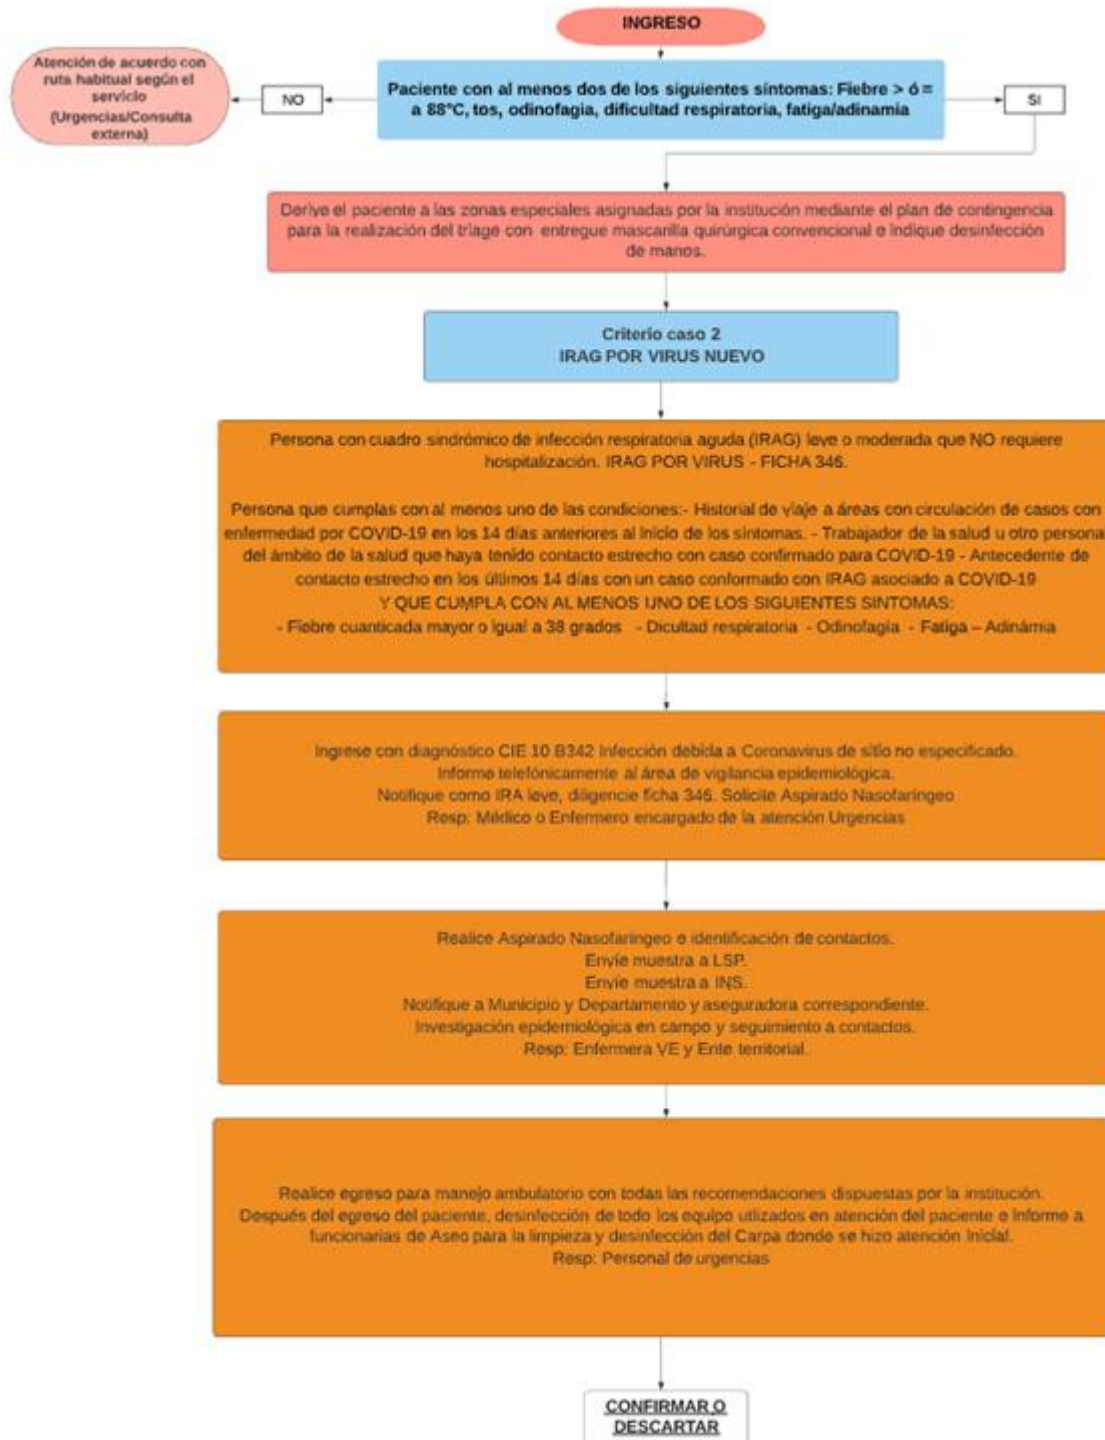 INGRESO
Atención de acuerdo con
ruta habitual según el
servicio
(Urgencias/Consulta
externa)
NO
Paciente con al menos dos de los siguientes síntomas: Fiebre > ó =
a 88°C, tos, odinofagia, dificultad respiratoria, fatiga/adinamia
SI
Derive el paciente a las zonas especiales asignadas por la institución mediante el plan de contingencia
para la realización del triage con entregue mascarilla quirúrgica convencional e indique desinfección
de manos.
Criterio caso 2
IRAG POR VIRUS NUEVO
Persona con cuadro sindrómico de infección respiratoria aguda (IRAG) leve o moderada que NO requiere
hospitalización. IRAG POR VIRUS - FICHA 346.
Persona que cumplas con al menos uno de las condiciones:- Historial de viaje a áreas con circulación de casos con
enfermedad por COVID-19 en los 14 días anteriores al inicio de los síntomas. - Trabajador de la salud u otro personal
del ámbito de la salud que haya tenido contacto estrecho con caso confirmado para COVID-19 - Antecedente de
contacto estrecho en los últimos 14 días con un caso conformado con IRAG asociado a COVID-19
Y QUE CUMPLA CON AL MENOS UNO DE LOS SIGUIENTES SINTOMAS:
- Fiebre cuanticada mayor o igual a 38 grados - Dicultad respiratoria - Odinofagia - Fatiga – Adinámia
Ingrese con diagnóstico CIE 10 B342 Infección debida a Coronavirus de sitio no especificado.
Informe telefónicamente al área de vigilancia epidemiológica.
Notifique como IRA leve, diligencie ficha 346. Solicite Aspirado Nasofaringeo
Resp: Médico o Enfermero encargado de la atención Urgencias
Realice Aspirado Nasofaringeo e identificación de contactos.
Envíe muestra a LSP.
Envíe muestra a INS.
Notifique a Municipio y Departamento y aseguradora correspondiente.
Investigación epidemiológica en campo y seguimiento a contactos.
Resp: Enfermera VE y Ente territorial.
Realice egreso para manejo ambulatorio con todas las recomendaciones dispuestas por la institución.
Después del egreso del paciente, desinfección de todo los equipo utlizados en atención del paciente e informe a
funcionarias de Aseo para la limpieza y desinfección del Carpa donde se hizo atención inicial.
Resp: Personal de urgencias
CONFIRMAR O
DESCARTAR